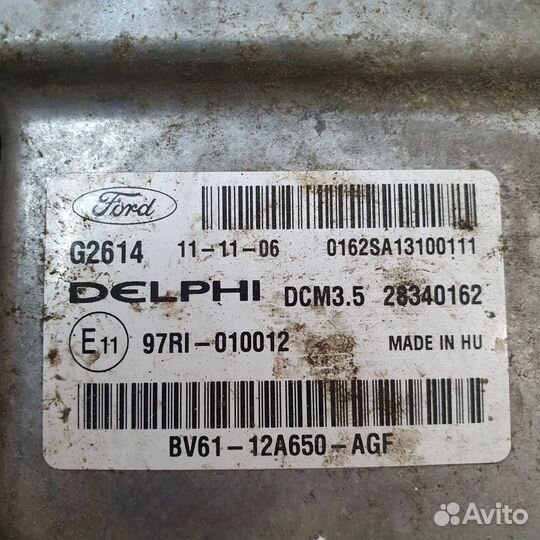 Ford
G2614 11-11-06 0162SA13100111
DELPHI DCM3.5 28340162
E11 97RI-010012 MADE IN HU
BV61-12A650-AGF
Avito